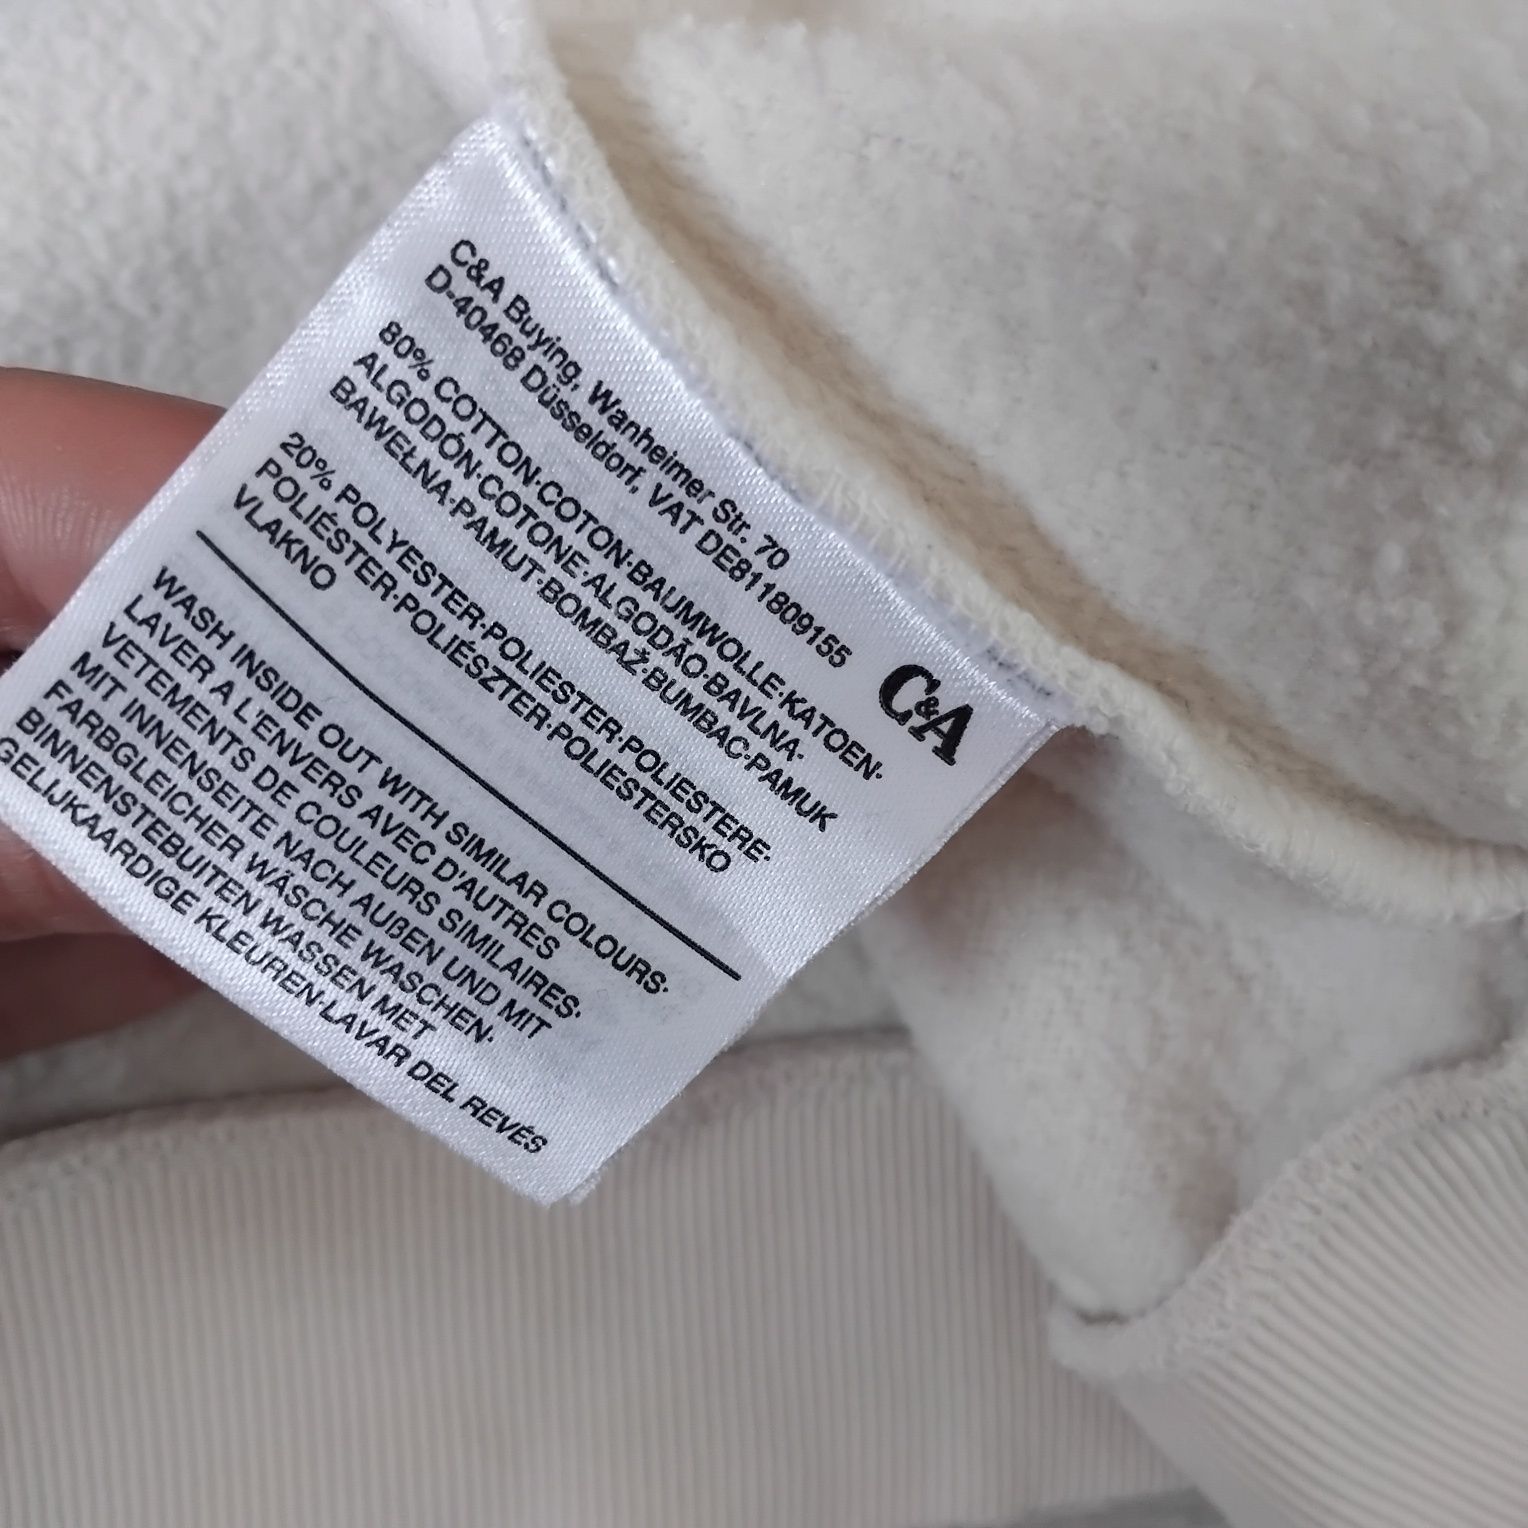 C&A Buying, Wanheimer Str. 70
D-40468 Düsseldorf, VAT DE811809155
C&A
80% COTTON·COTON·BAUMWOLLE·KATOEN·
ALGODÓN·COTONE·ALGODÃO·BAVLNA·
BAWEŁNA·PAMUT·BOMBAŽ·BUMBAC·PAMUK
20% POLYESTER·POLIESTER·POLIESTERE·
POLIÉSTER·POLIÉSZTER·POLIESTERSKO
VLAKNO
WASH INSIDE OUT WITH SIMILAR COLOURS·
LAVER A L'ENVERS AVEC D'AUTRES
VETEMENTS DE COULEURS SIMILAIRES·
MIT INNENSEITE NACH AUßEN UND MIT
FARBGLEICHER WÄSCHE WASCHEN·
BINNENSTEBUITEN WASSEN MET
GELIJKAARDIGE KLEUREN·LAVAR DEL REVÉS